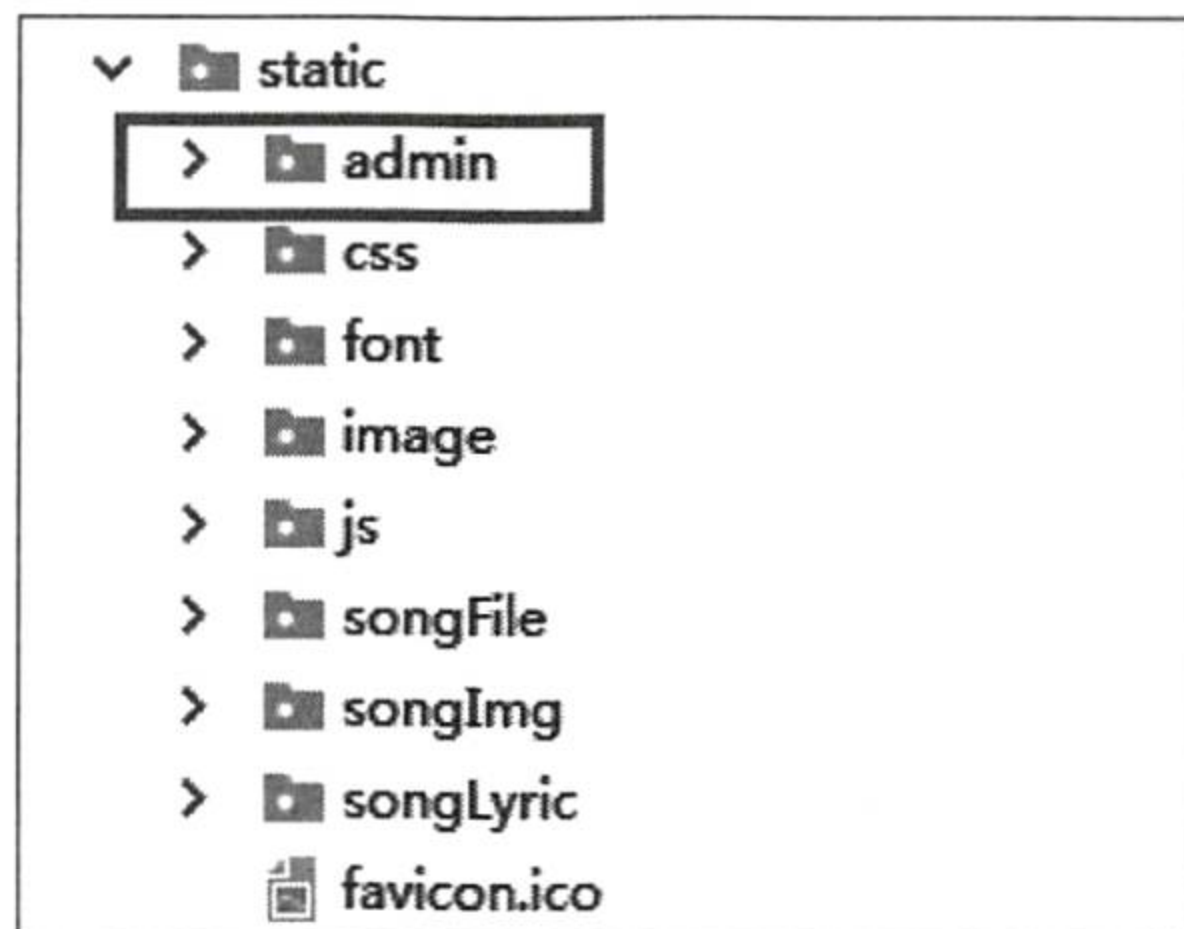 static
admin
css
font
image
js
songFile
songImg
songLyric
favicon.ico